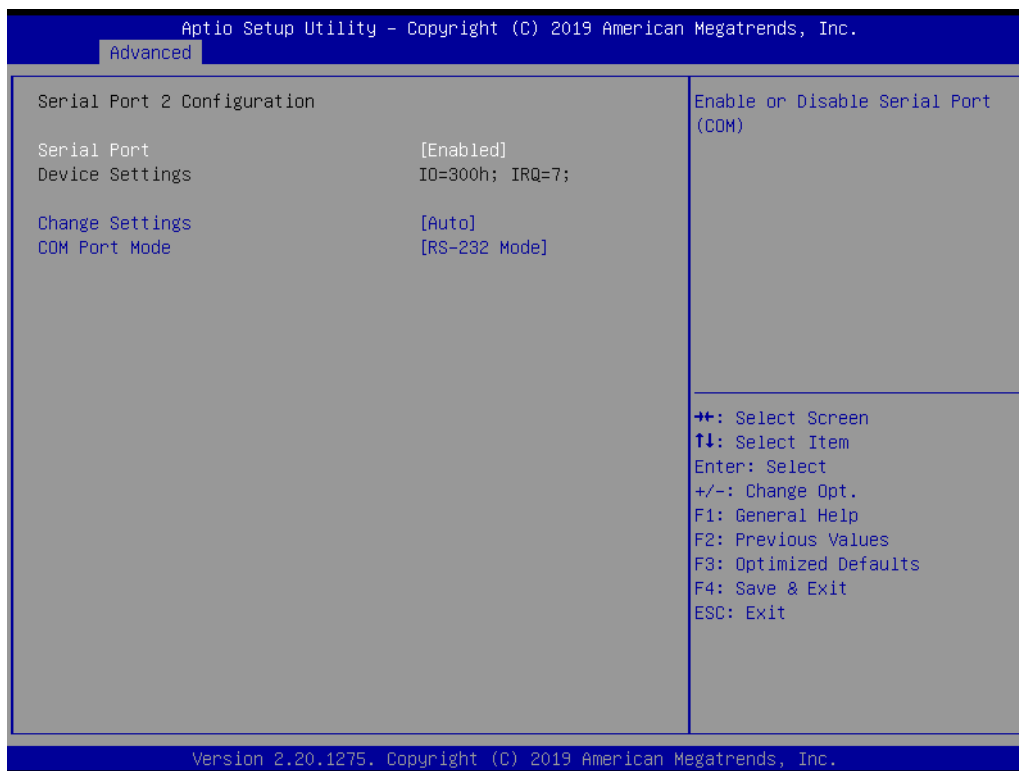 Aptio Setup Utility – Copyright (C) 2019 American Megatrends, Inc.
Advanced
Serial Port 2 Configuration
Serial Port [Enabled]
Device Settings IO=300h; IRQ=7;
Change Settings [Auto]
COM Port Mode [RS-232 Mode]
Enable or Disable Serial Port
(COM)
→←: Select Screen
↑↓: Select Item
Enter: Select
+/-: Change Opt.
F1: General Help
F2: Previous Values
F3: Optimized Defaults
F4: Save & Exit
ESC: Exit
Version 2.20.1275. Copyright (C) 2019 American Megatrends, Inc.